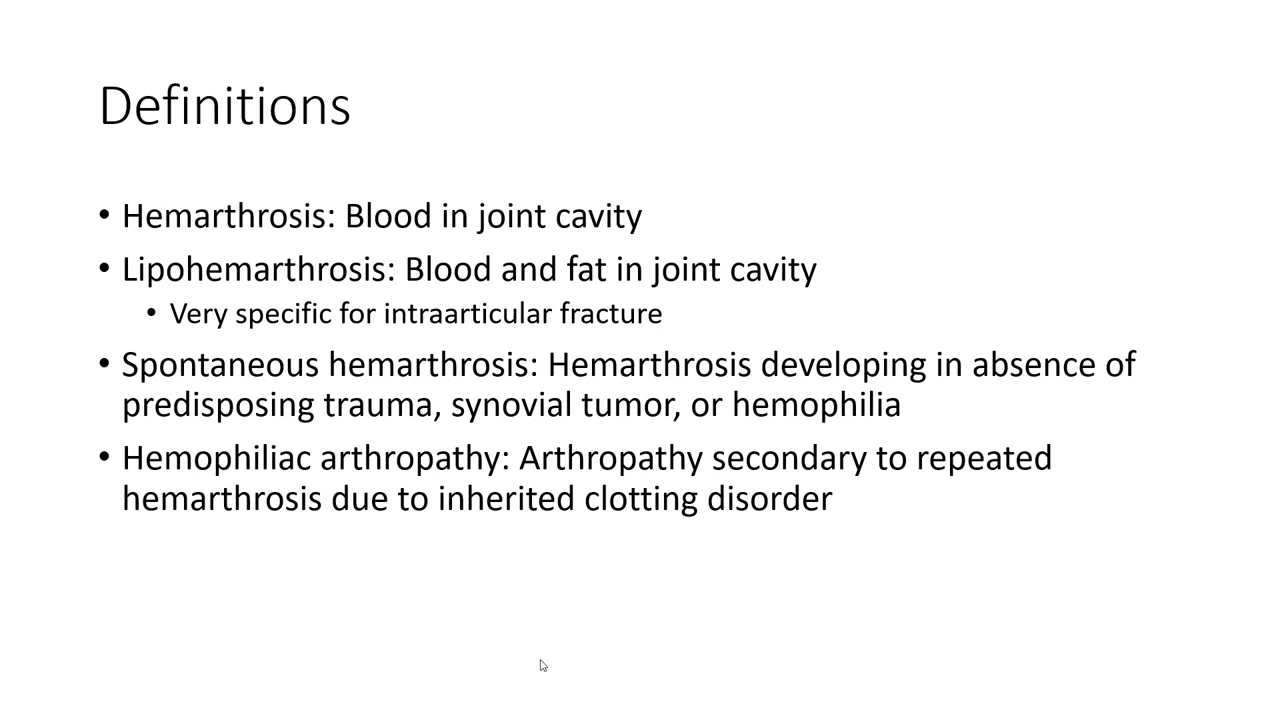 Definitions
• Hemarthrosis: Blood in joint cavity
• Lipohemarthrosis: Blood and fat in joint cavity
• Very specific for intraarticular fracture
• Spontaneous hemarthrosis: Hemarthrosis developing in absence of
predisposing trauma, synovial tumor, or hemophilia
• Hemophiliac arthropathy: Arthropathy secondary to repeated
hemarthrosis due to inherited clotting disorder